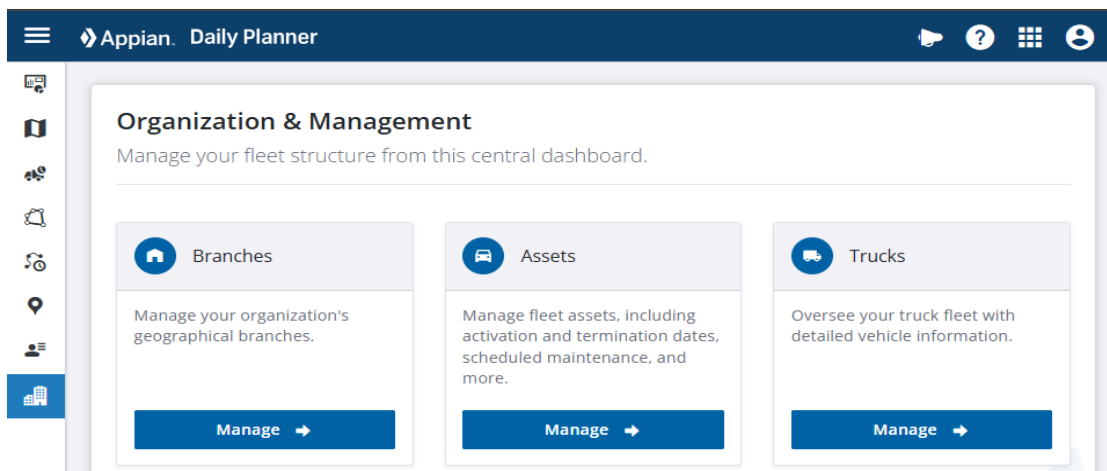 Appian. Daily Planner
Organization & Management
Manage your fleet structure from this central dashboard.
Branches
Manage your organization's
geographical branches.
Manage
Assets
Manage fleet assets, including
activation and termination dates,
scheduled maintenance, and
more.
Manage
Trucks
Oversee your truck fleet with
detailed vehicle information.
Manage